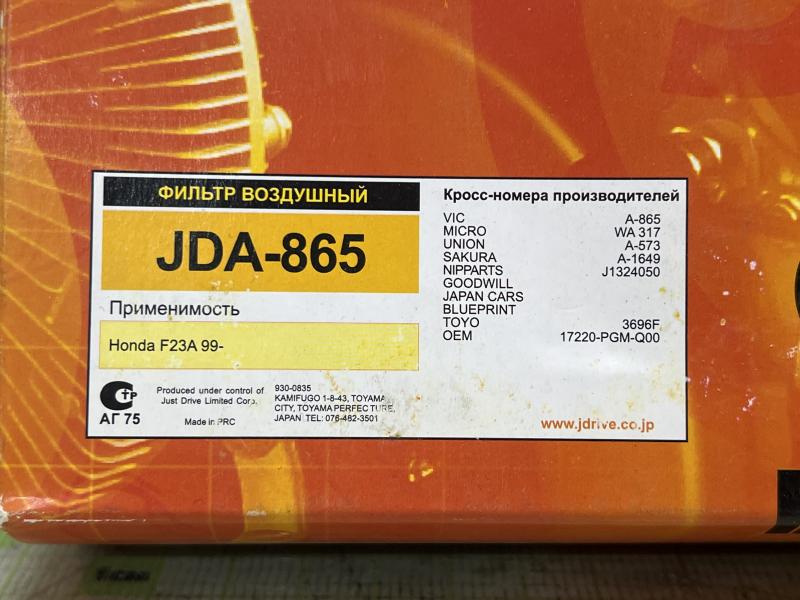 ФИЛЬТР ВОЗДУШНЫЙ
JDA-865
Применимость
Honda F23A 99-
АГ 75
Produced under control of
Just Drive Limited Corp.
Made in PRC
930-0835
KAMIFUGO 1-8-43, TOYAMA
CITY, TOYAMA PERFECTURE,
JAPAN TEL: 076-462-3501
Кросс-номера производителей
VIC A-865
MICRO WA 317
UNION A-573
SAKURA A-1649
NIPPARTS J1324050
GOODWILL
JAPAN CARS
BLUEPRINT
TOYO 3696F
OEM 17220-PGM-Q00
www.jdrive.co.jp